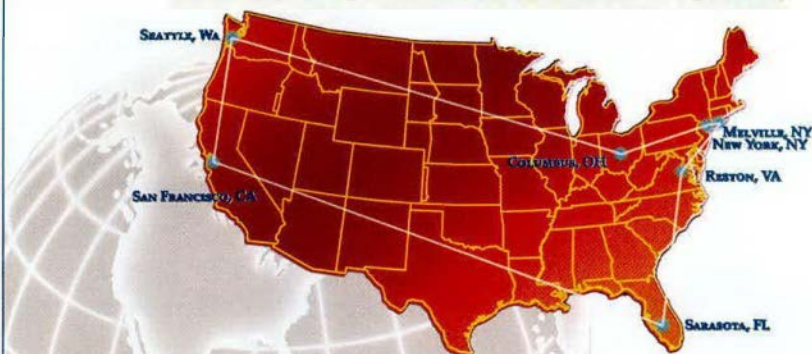 SEATTLE, WA
MELVILLE, NY
NEW YORK, NY
COLUMBUS, OH
RESTON, VA
SAN FRANCISCO, CA
SARASOTA, FL